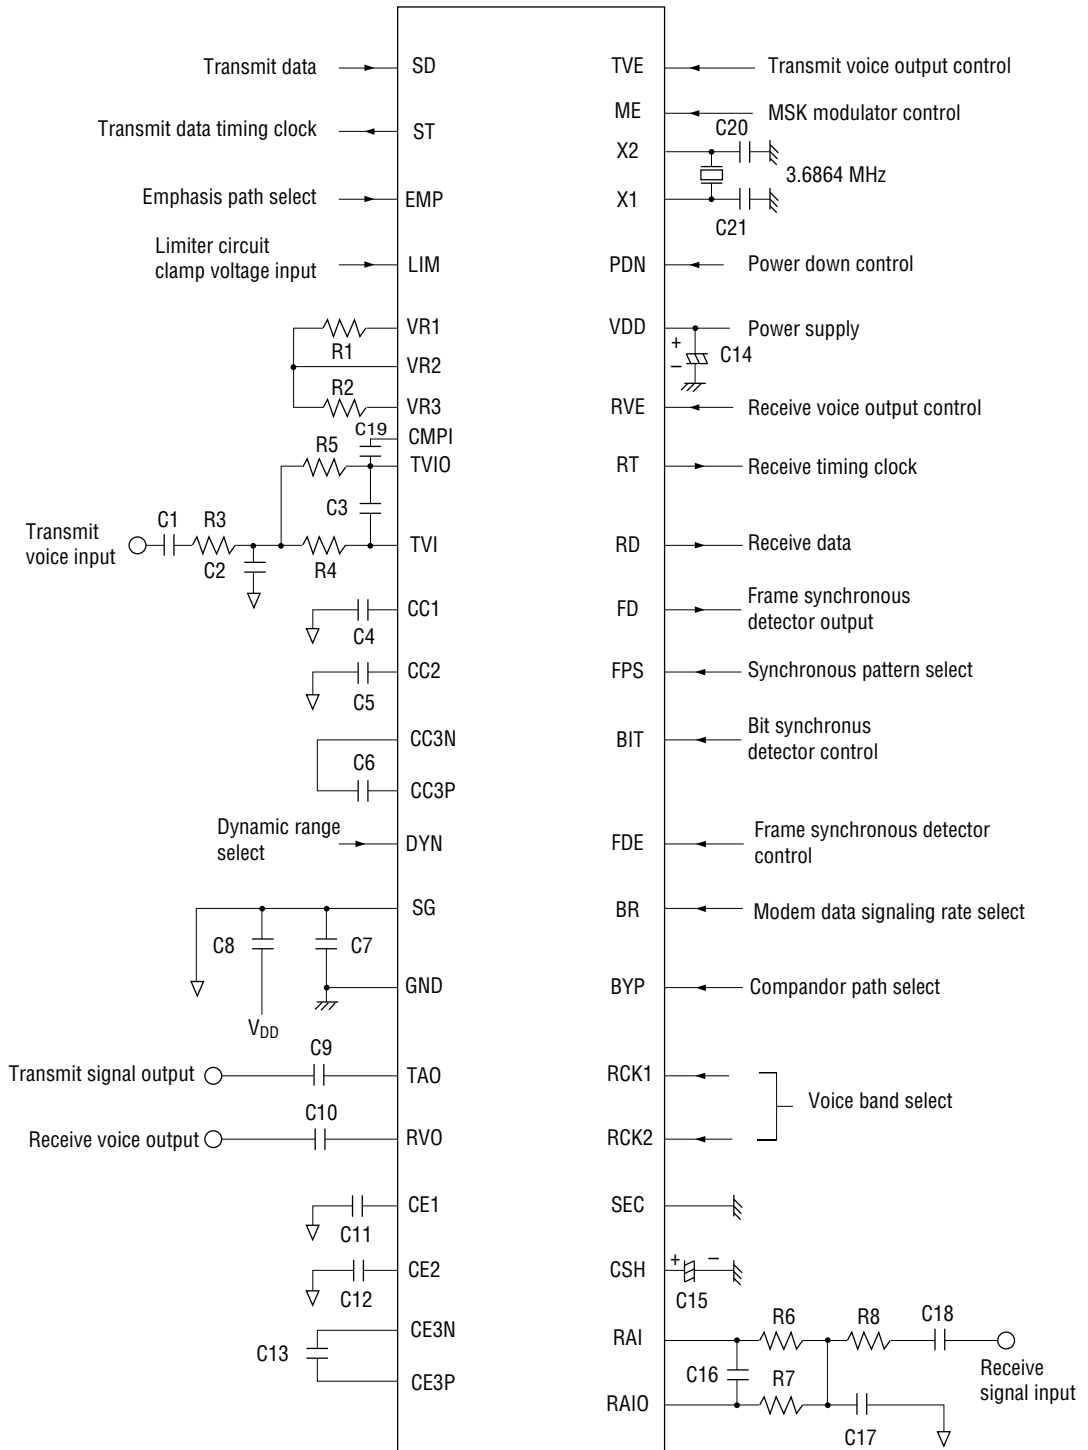 Transmit data
SD
TVE
Transmit voice output control
Transmit data timing clock
ST
ME
MSK modulator control
C20
X2
3.6864 MHz
Emphasis path select
EMP
X1
C21
Limiter circuit
clamp voltage input
LIM
PDN
Power down control
VR1
R1
VDD
Power supply
+
−
C14
VR2
R2
VR3
RVE
Receive voice output control
C19
CMPI
R5
TVIO
RT
Receive timing clock
C3
Transmit
voice input
C1
R3
C2
R4
TVI
RD
Receive data
CC1
C4
FD
Frame synchronous
detector output
CC2
C5
FPS
Synchronous pattern select
CC3N
C6
CC3P
BIT
Bit synchronus
detector control
Dynamic range
select
DYN
FDE
Frame synchronous detector
control
SG
BR
Modem data signaling rate select
C8
C7
GND
BYP
Compandor path select
VDD
C9
Transmit signal output
TAO
RCK1
Voice band select
C10
Receive voice output
RVO
RCK2
CE1
C11
SEC
CE2
C12
CSH
+
−
C15
CE3N
C13
CE3P
RAI
R6
R8
C18
C16
R7
Receive
signal input
RAIO
C17